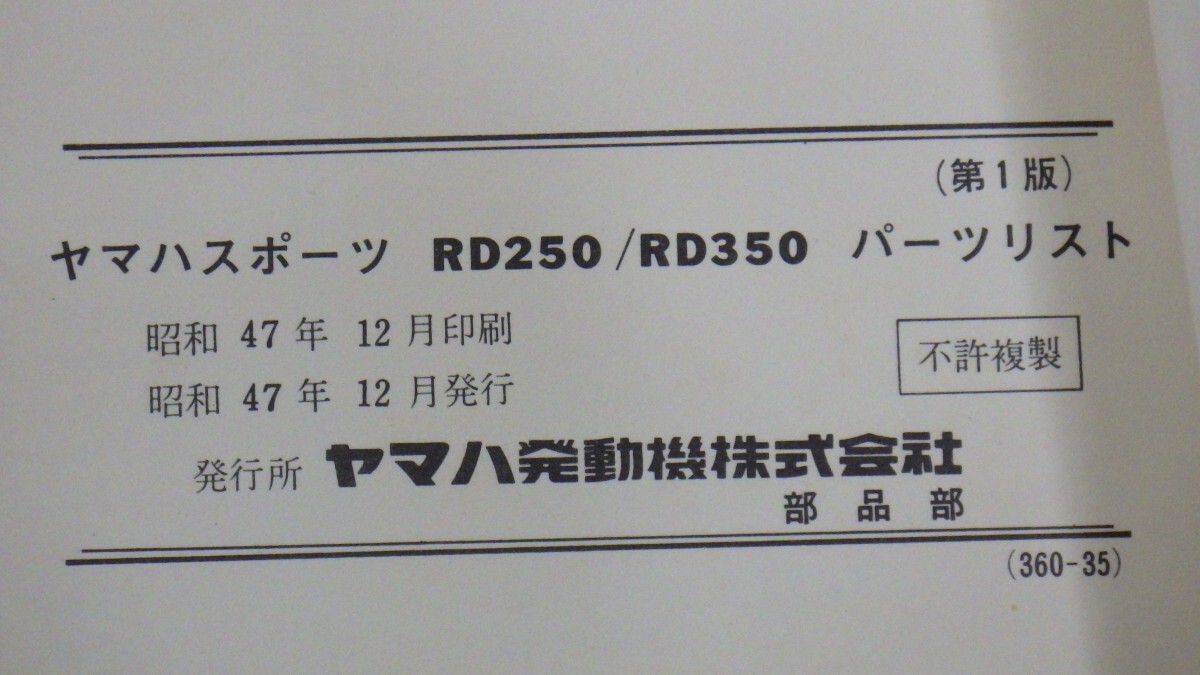 (第1版)
ヤマハスポーツ RD250/RD350 パーツリスト
昭和 47 年 12 月印刷
昭和 47 年 12 月発行
不許複製
発行所 ヤマハ発動機株式会社
部品部
(360-35)